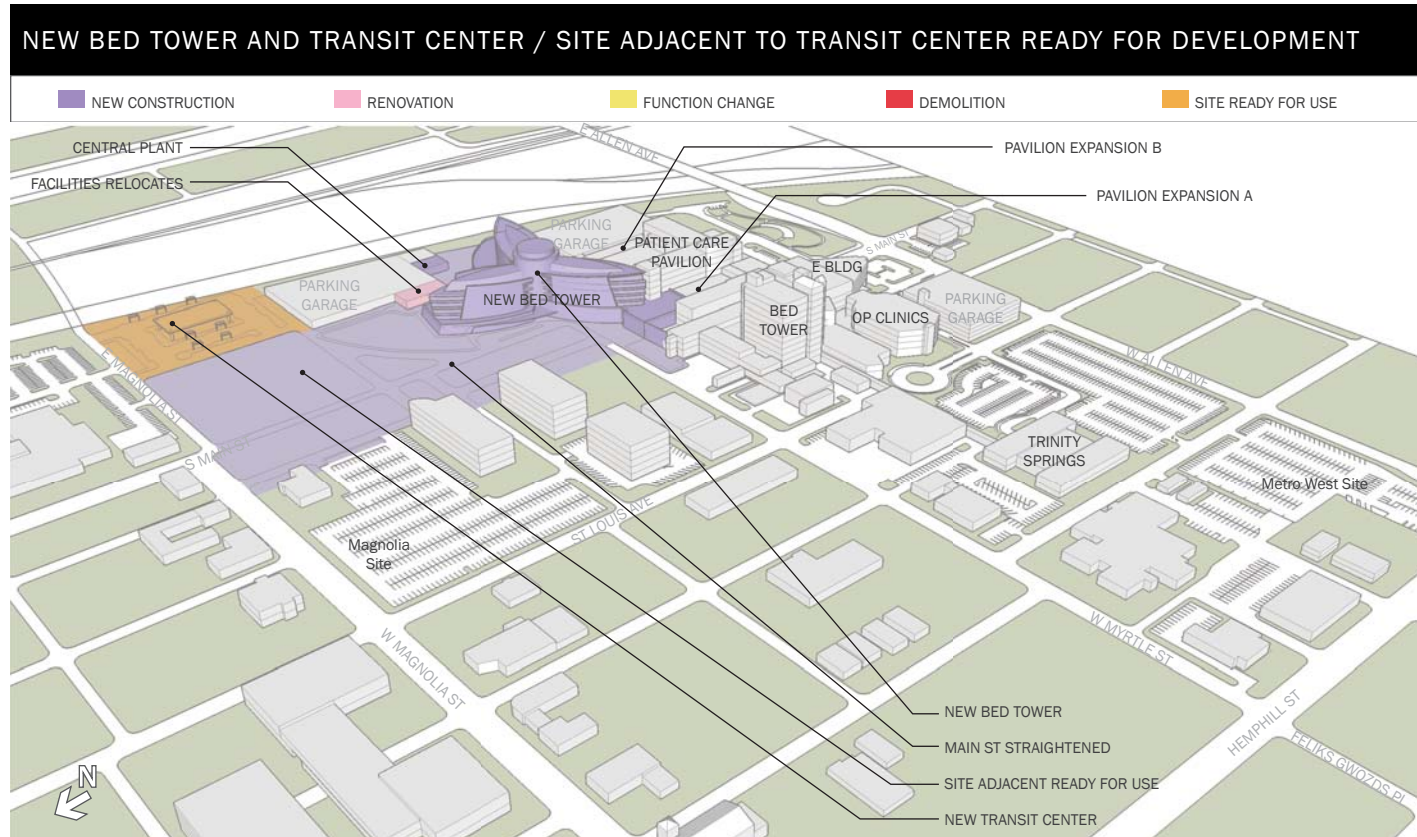 NEW BED TOWER AND TRANSIT CENTER / SITE ADJACENT TO TRANSIT CENTER READY FOR DEVELOPMENT
NEW CONSTRUCTION
RENOVATION
FUNCTION CHANGE
DEMOLITION
SITE READY FOR USE
E ALLEN AVE
CENTRAL PLANT
PAVILION EXPANSION B
FACILITIES RELOCATES
PAVILION EXPANSION A
PARKING
GARAGE
PATIENT CARE
PAVILION
S MAIN ST
E BLDG
PARKING
GARAGE
NEW BED TOWER
PARKING
GARAGE
BED
TOWER
OP CLINICS
E MAGNOLIA ST
W ALLEN AVE
S MAIN ST
TRINITY
SPRINGS
Metro West Site
ST LOUIS AVE
Magnolia
Site
W MAGNOLIA ST
W MYRTLE ST
HEMPHILL ST
FELIKS GWOZDS PL
NEW BED TOWER
MAIN ST STRAIGHTENED
SITE ADJACENT READY FOR USE
NEW TRANSIT CENTER
N